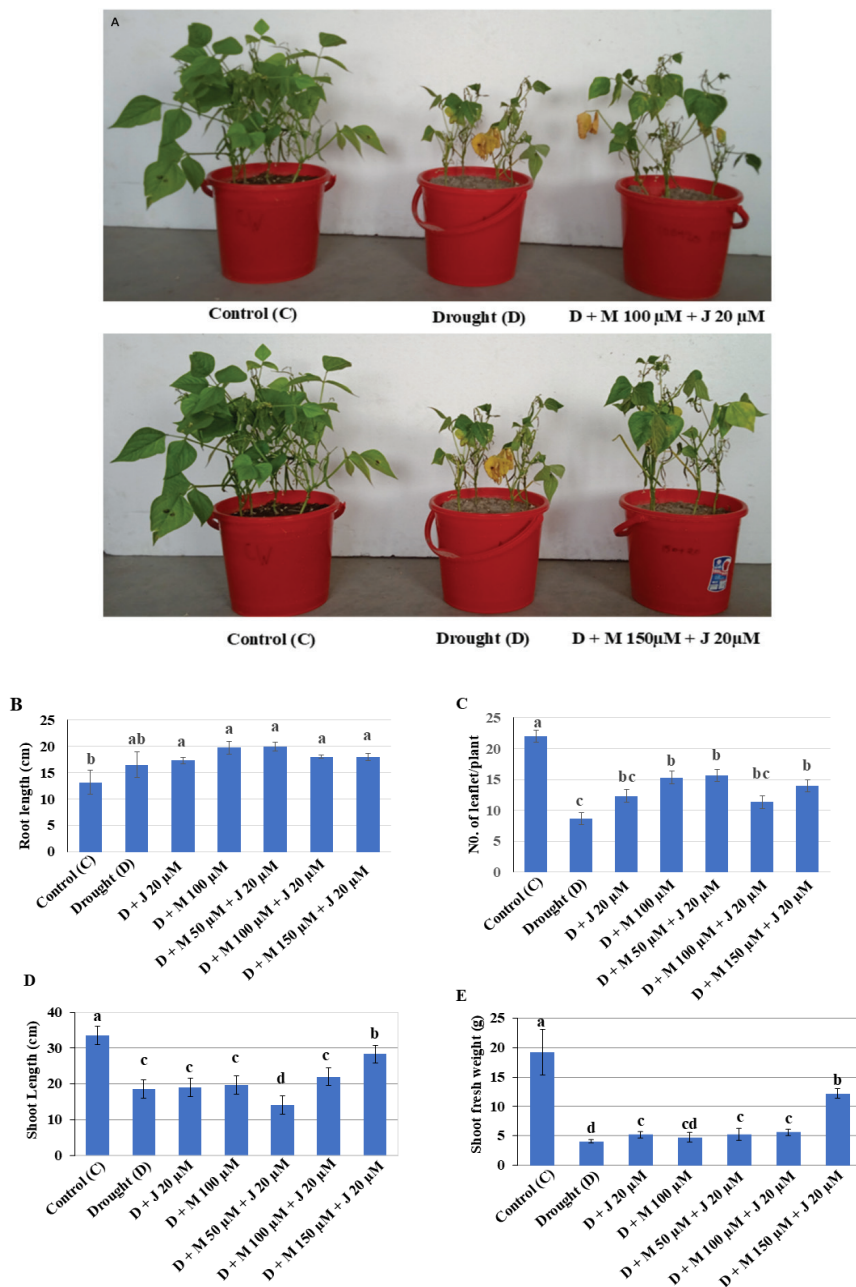 A
Control (C) Drought (D) D + M 100 µM + J 20 µM
Control (C) Drought (D) D + M 150µM + J 20µM
B
Root length (cm)
25
20
15
10
5
0
b ab a a a a a
Control (C)
Drought (D)
D + J 20 µM
D + M 100 µM
D + M 50 µM + J 20 µM
D + M 100 µM + J 20 µM
D + M 150 µM + J 20 µM
C
N0. of leaflet/plant
25
20
15
10
5
0
a c bc b b bc b
Control (C)
Drought (D)
D + J 20 µM
D + M 100 µM
D + M 50 µM + J 20 µM
D + M 100 µM + J 20 µM
D + M 150 µM + J 20 µM
D
Shoot Length (cm)
40
30
20
10
0
a c c c d c b
Control (C)
Drought (D)
D + J 20 µM
D + M 100 µM
D + M 50 µM + J 20 µM
D + M 100 µM + J 20 µM
D + M 150 µM + J 20 µM
E
Shoot fresh weight (g)
25
20
15
10
5
0
a d c cd c c b
Control (C)
Drought (D)
D + J 20 µM
D + M 100 µM
D + M 50 µM + J 20 µM
D + M 100 µM + J 20 µM
D + M 150 µM + J 20 µM